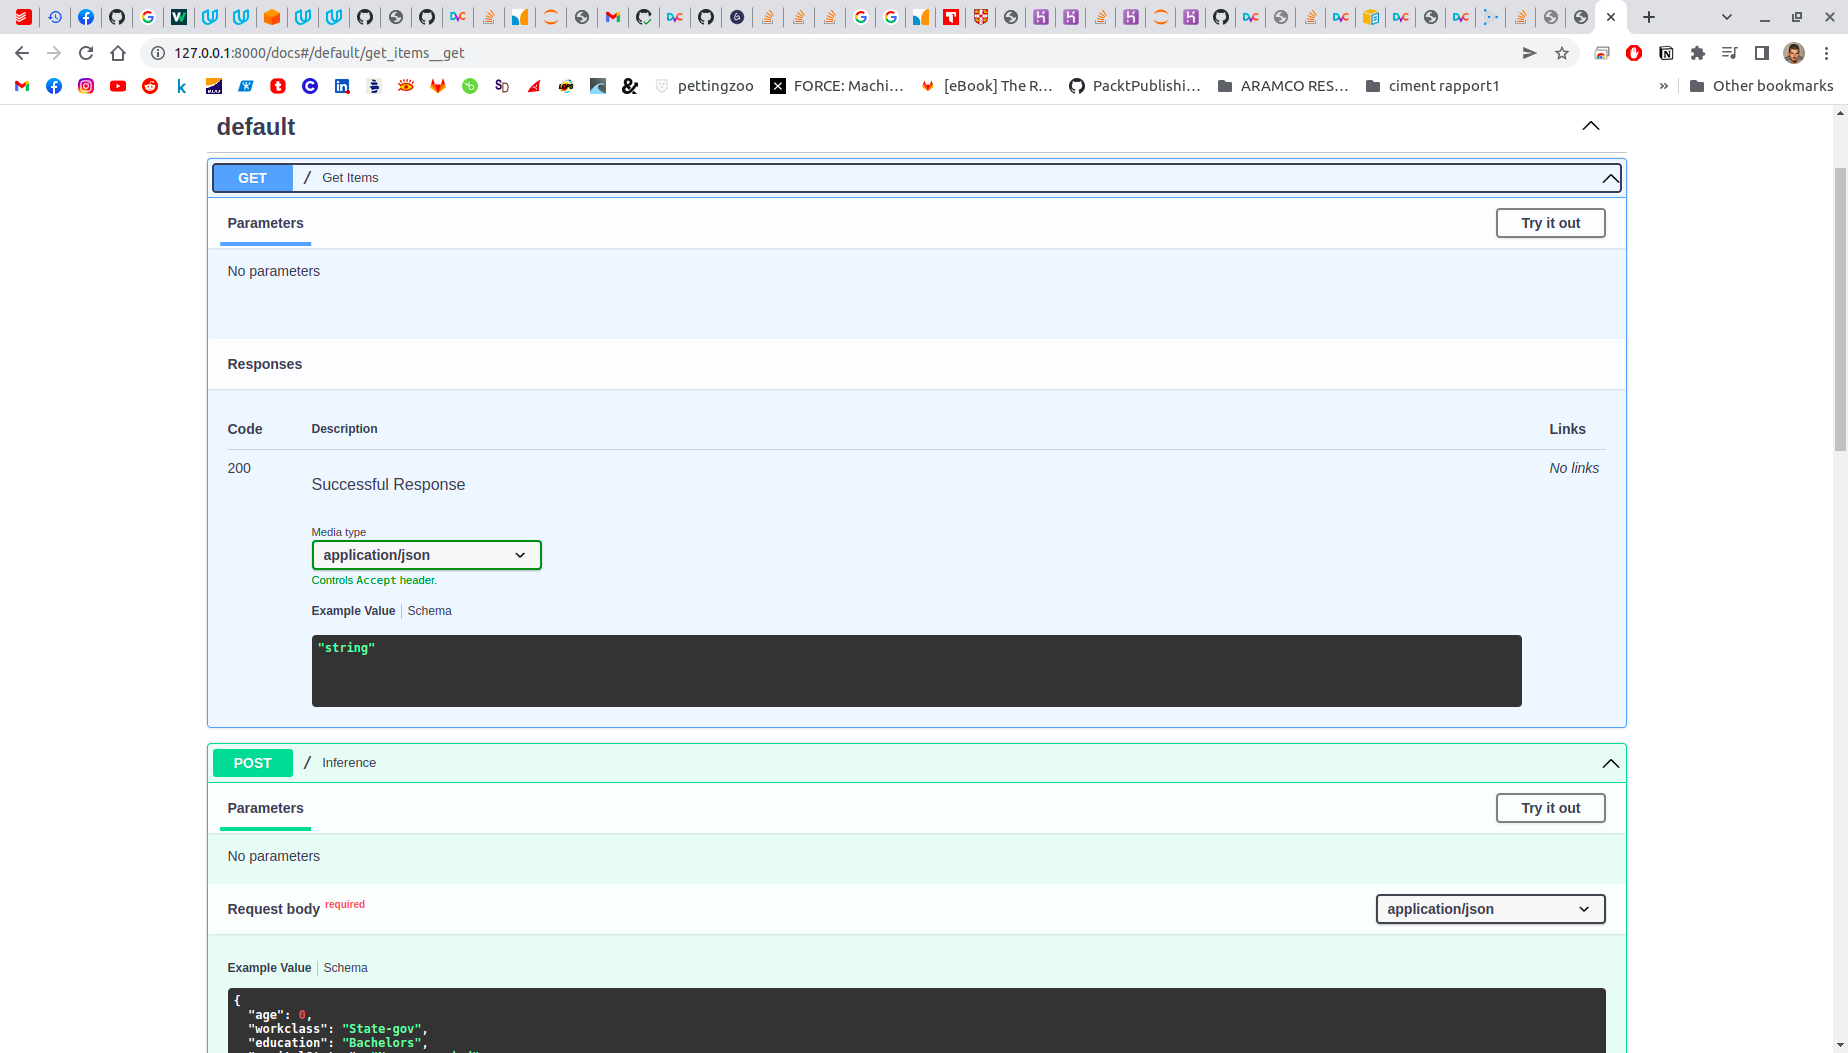 127.0.0.1:8000/docs#/default/get_items__get
pettingzoo
FORCE: Machi...
[eBook] The R...
PacktPublishi...
ARAMCO RES...
ciment rapport1
»
Other bookmarks
default
GET / Get Items
Parameters
Try it out
No parameters
Responses
Code Description Links
200 No links
Successful Response
Media type
application/json
Controls Accept header.
Example Value | Schema
"string"
POST / Inference
Parameters
Try it out
No parameters
Request body required
application/json
Example Value | Schema
{
"age": 0,
"workclass": "State-gov",
"education": "Bachelors",